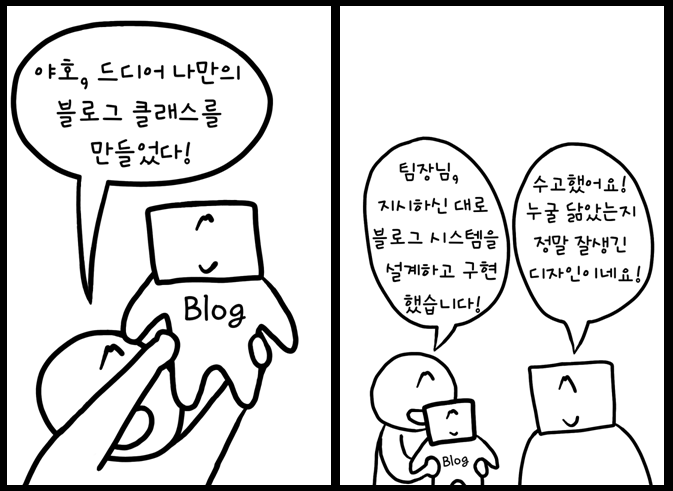 야호, 드디어 나만의
블로그 클래스를
만들었다!
Blog
팀장님,
지시하신 대로
블로그 시스템을
설계하고 구현
했습니다!
수고했어요!
누굴 닮았는지
정말 잘생긴
디자인이네요!
Blog